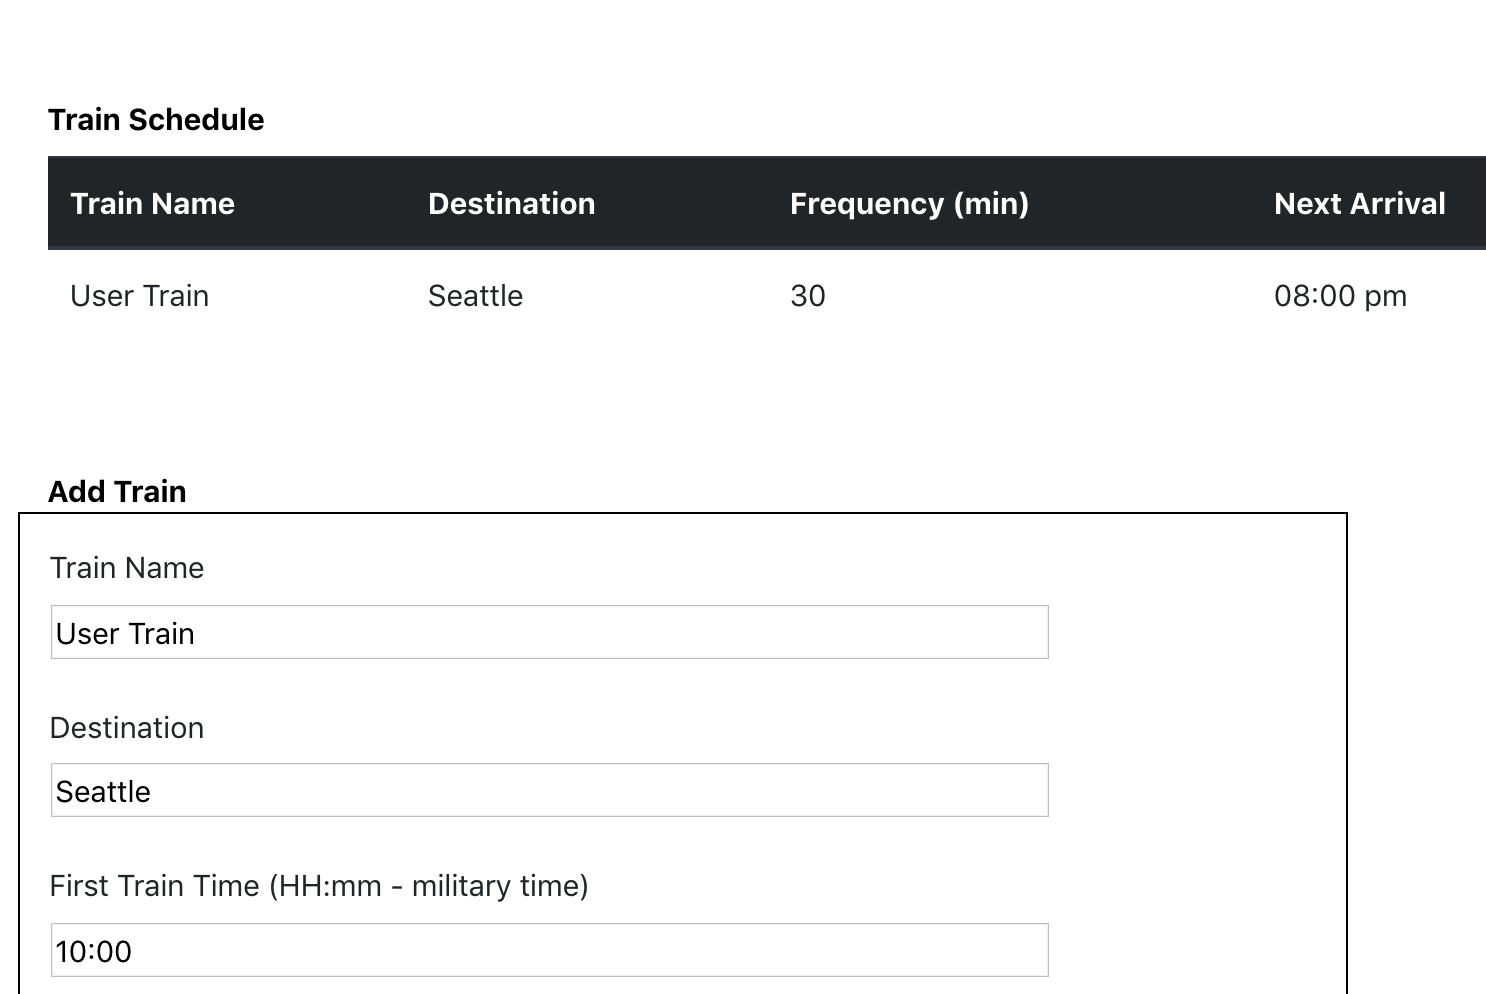 Train Schedule
Train Name Destination Frequency (min) Next Arrival
User Train Seattle 30 08:00 pm
Add Train
Train Name
User Train
Destination
Seattle
First Train Time (HH:mm - military time)
10:00